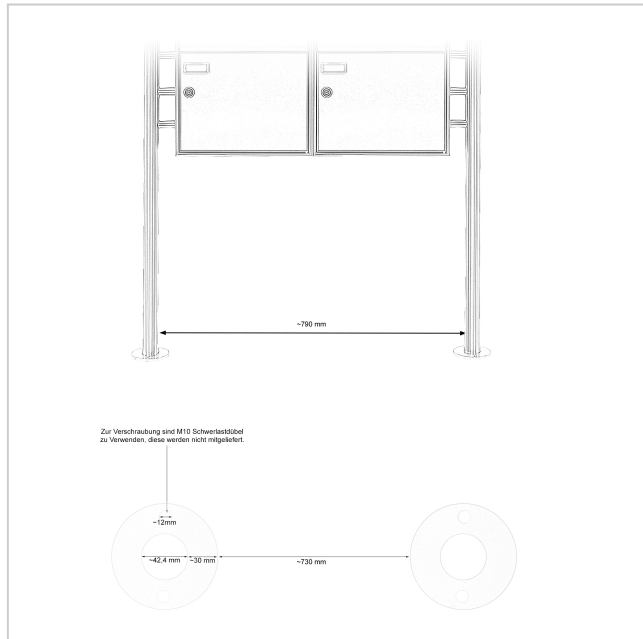 ~790 mm
Zur Verschraubung sind M10 Schwerlastdübel
zu Verwenden, diese werden nicht mitgeliefert.
~12mm
~42,4 mm
~30 mm
~730 mm